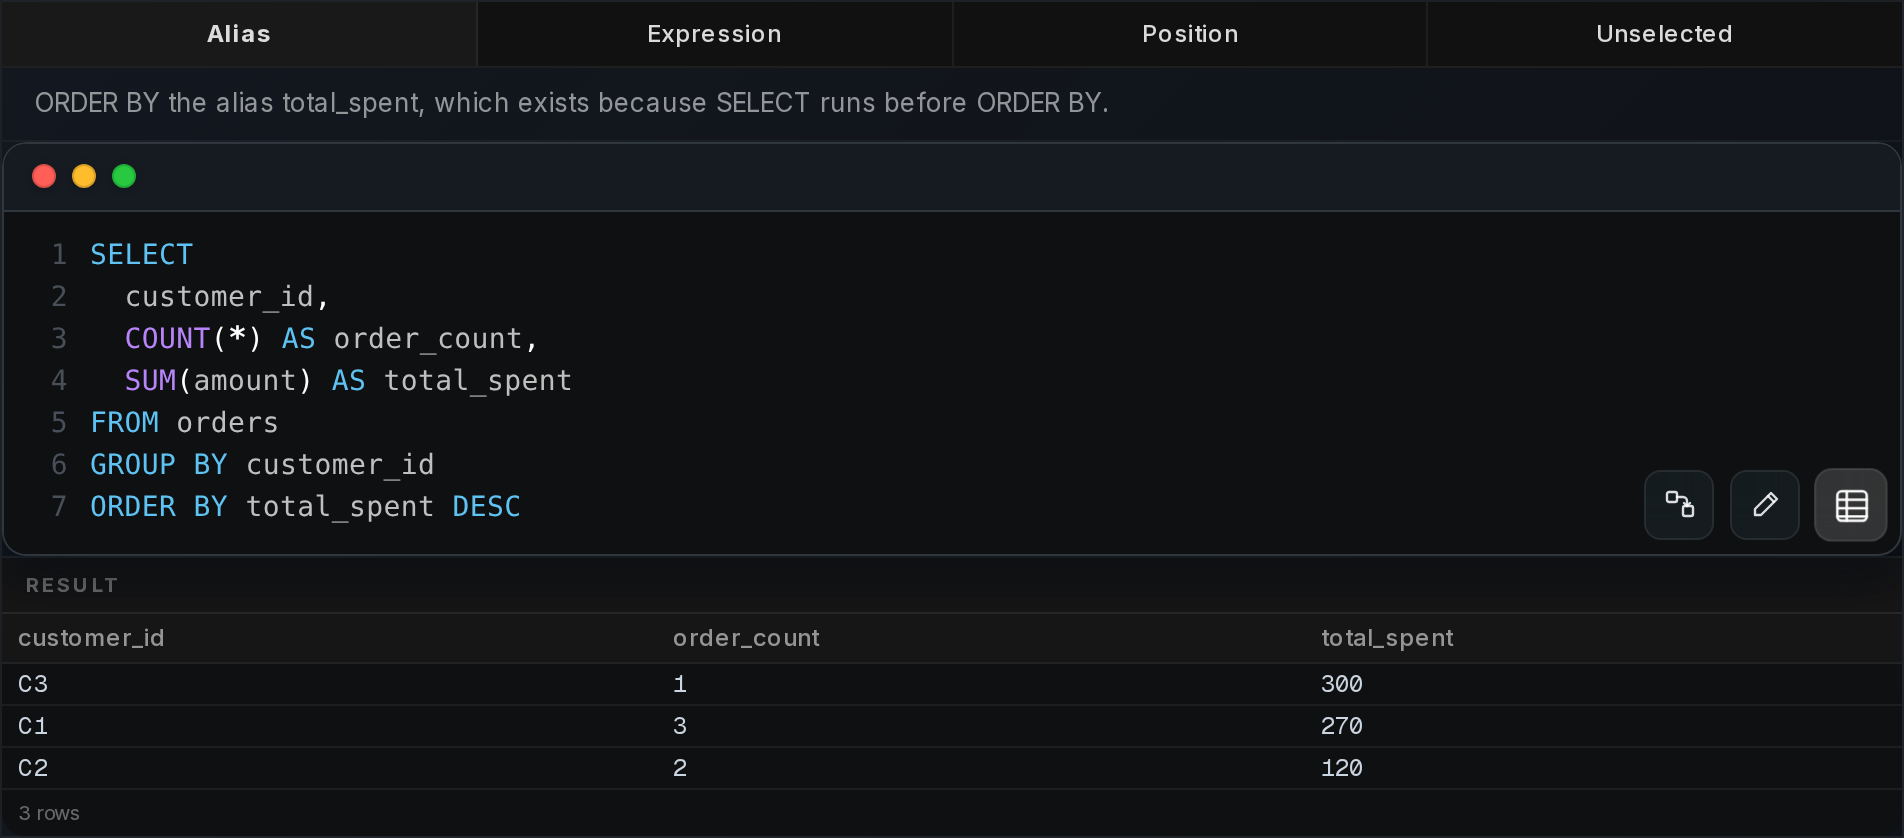 Alias Expression Position Unselected
ORDER BY the alias total_spent, which exists because SELECT runs before ORDER BY.
1 SELECT
2   customer_id,
3   COUNT(*) AS order_count,
4   SUM(amount) AS total_spent
5 FROM orders
6 GROUP BY customer_id
7 ORDER BY total_spent DESC
RESULT
customer_id order_count total_spent
C3 1 300
C1 3 270
C2 2 120
3 rows